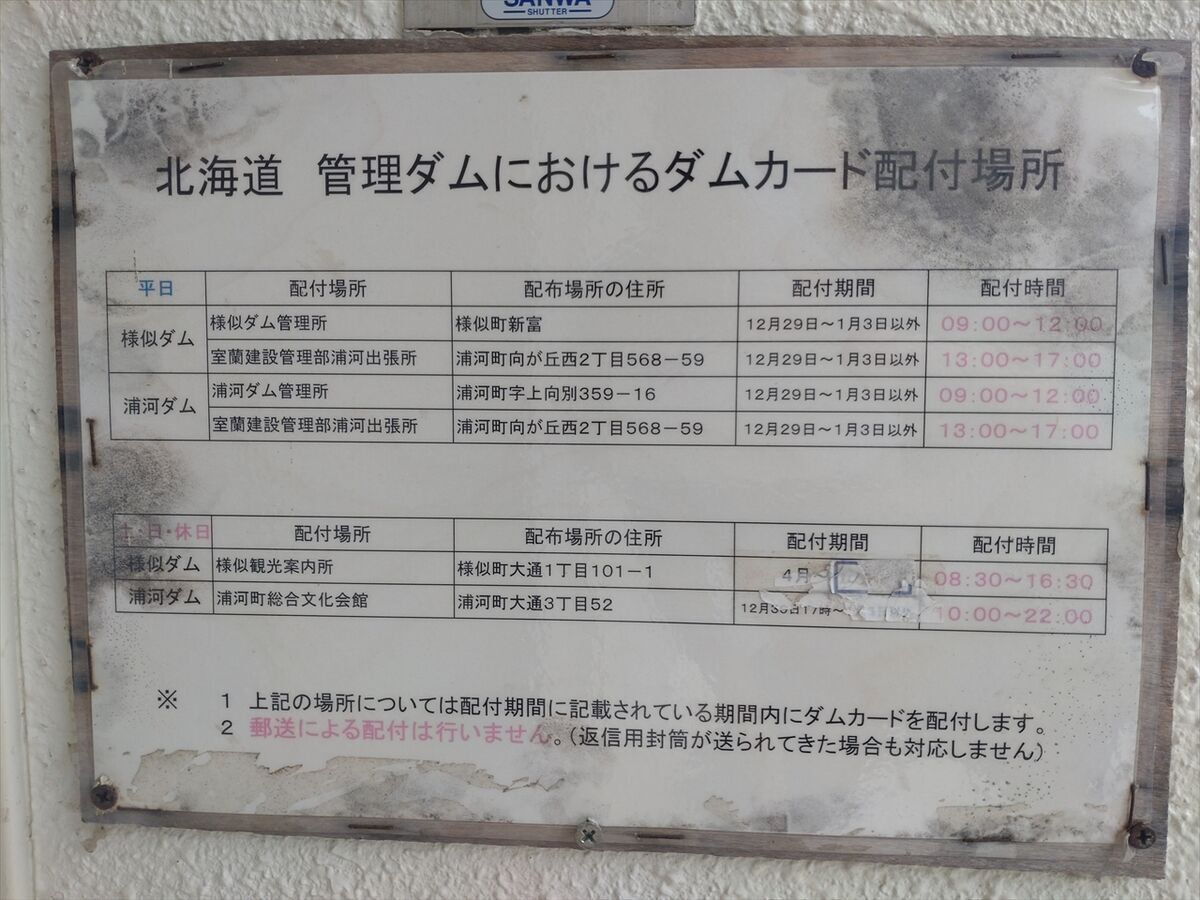 SANWA
SHUTTER
北海道 管理ダムにおけるダムカード配付場所
平日 配付場所 配布場所の住所 配付期間 配付時間
様似ダム 様似ダム管理所 様似町新富 12月29日～1月3日以外 09:00～12:00
室蘭建設管理部浦河出張所 浦河町向が丘西2丁目568－59 12月29日～1月3日以外 13:00～17:00
浦河ダム 浦河ダム管理所 浦河町字上向別359－16 12月29日～1月3日以外 09:00～12:00
室蘭建設管理部浦河出張所 浦河町向が丘西2丁目568－59 12月29日～1月3日以外 13:00～17:00
土・日・休日 配付場所 配布場所の住所 配付期間 配付時間
様似ダム 様似観光案内所 様似町大通1丁目101－1 4月～ 08:30～16:30
浦河ダム 浦河町総合文化会館 浦河町大通3丁目52 12月30日17時～ 10:00～22:00
※ 1 上記の場所については配付期間に記載されている期間内にダムカードを配付します。
2 郵送による配付は行いません。(返信用封筒が送られてきた場合も対応しません)